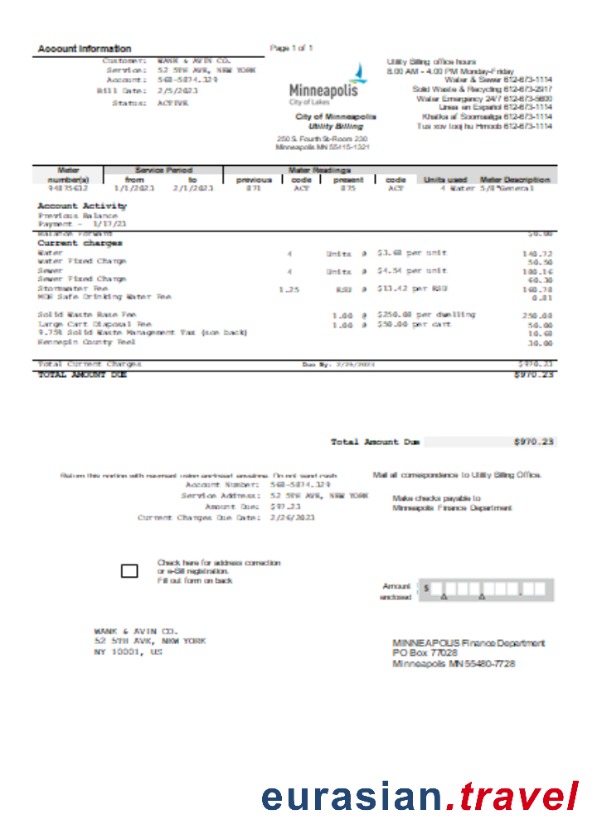 Account Information
Page 1 of 1
Customer: WANK & AVIN CO.
Service: 52 5TH AVE, NEW YORK
Account: 568-5874.329
Bill Date: 2/5/2023
Status: ACTIVE
Minneapolis
City of Lakes
City of Minneapolis
Utility Billing
250 S. Fourth St-Room 230
Minneapolis MN 55415-1321
Utility Billing office hours
8:00 AM - 4:00 PM Monday-Friday
Water & Sewer 612-673-1114
Solid Waste & Recycling 612-673-2917
Water Emergency 24/7 612-673-5600
Linea en Español 612-673-1114
Khalka af Soomaaliga 612-673-1114
Tus xov tooj hu Hmoob 612-673-1114
Meter Service Period Meter Readings
number(s) from to previous code present code Units used Meter Description
94875632 1/1/2023 2/1/2023 871 ACT 875 ACT 4 Water 5/8"General
Account Activity
Previous Balance
Payment - 1/17/23
Balance Forward $0.00
Current charges
Water 4 Units @ $3.68 per unit 140.72
Water Fixed Charge 50.50
Sewer 4 Units @ $4.54 per unit 108.16
Sewer Fixed Charge 60.30
Stormwater Fee 1.25 ESU @ $13.42 per ESU 160.78
MDH Safe Drinking Water Fee 0.81
Solid Waste Base Fee 1.00 @ $250.08 per dwelling 250.08
Large Cart Disposal Fee 1.00 @ $50.00 per cart 50.00
9.75% Solid Waste Management Tax (see back) 10.68
Hennepin County Feel 30.00
Total Current Charges Due By: 2/26/2023 $970.23
TOTAL AMOUNT DUE $970.23
Total Amount Due $970.23
Return this portion with payment using enclosed envelope. Do not send cash
Account Number: 568-5874.329
Service Address: 52 5TH AVE, NEW YORK
Amount Due: $97.23
Current Charges Due Date: 2/26/2023
Mail all correspondence to Utility Billing Office.
Make checks payable to
Minneapolis Finance Department
Check here for address correction
or e-Bill registration.
Fill out form on back
Amount
enclosed
$
WANK & AVIN CO.
52 5TH AVE, NEW YORK
NY 10001, US
MINNEAPOLIS Finance Department
PO Box 77028
Minneapolis MN 55480-7728
eurasian.travel